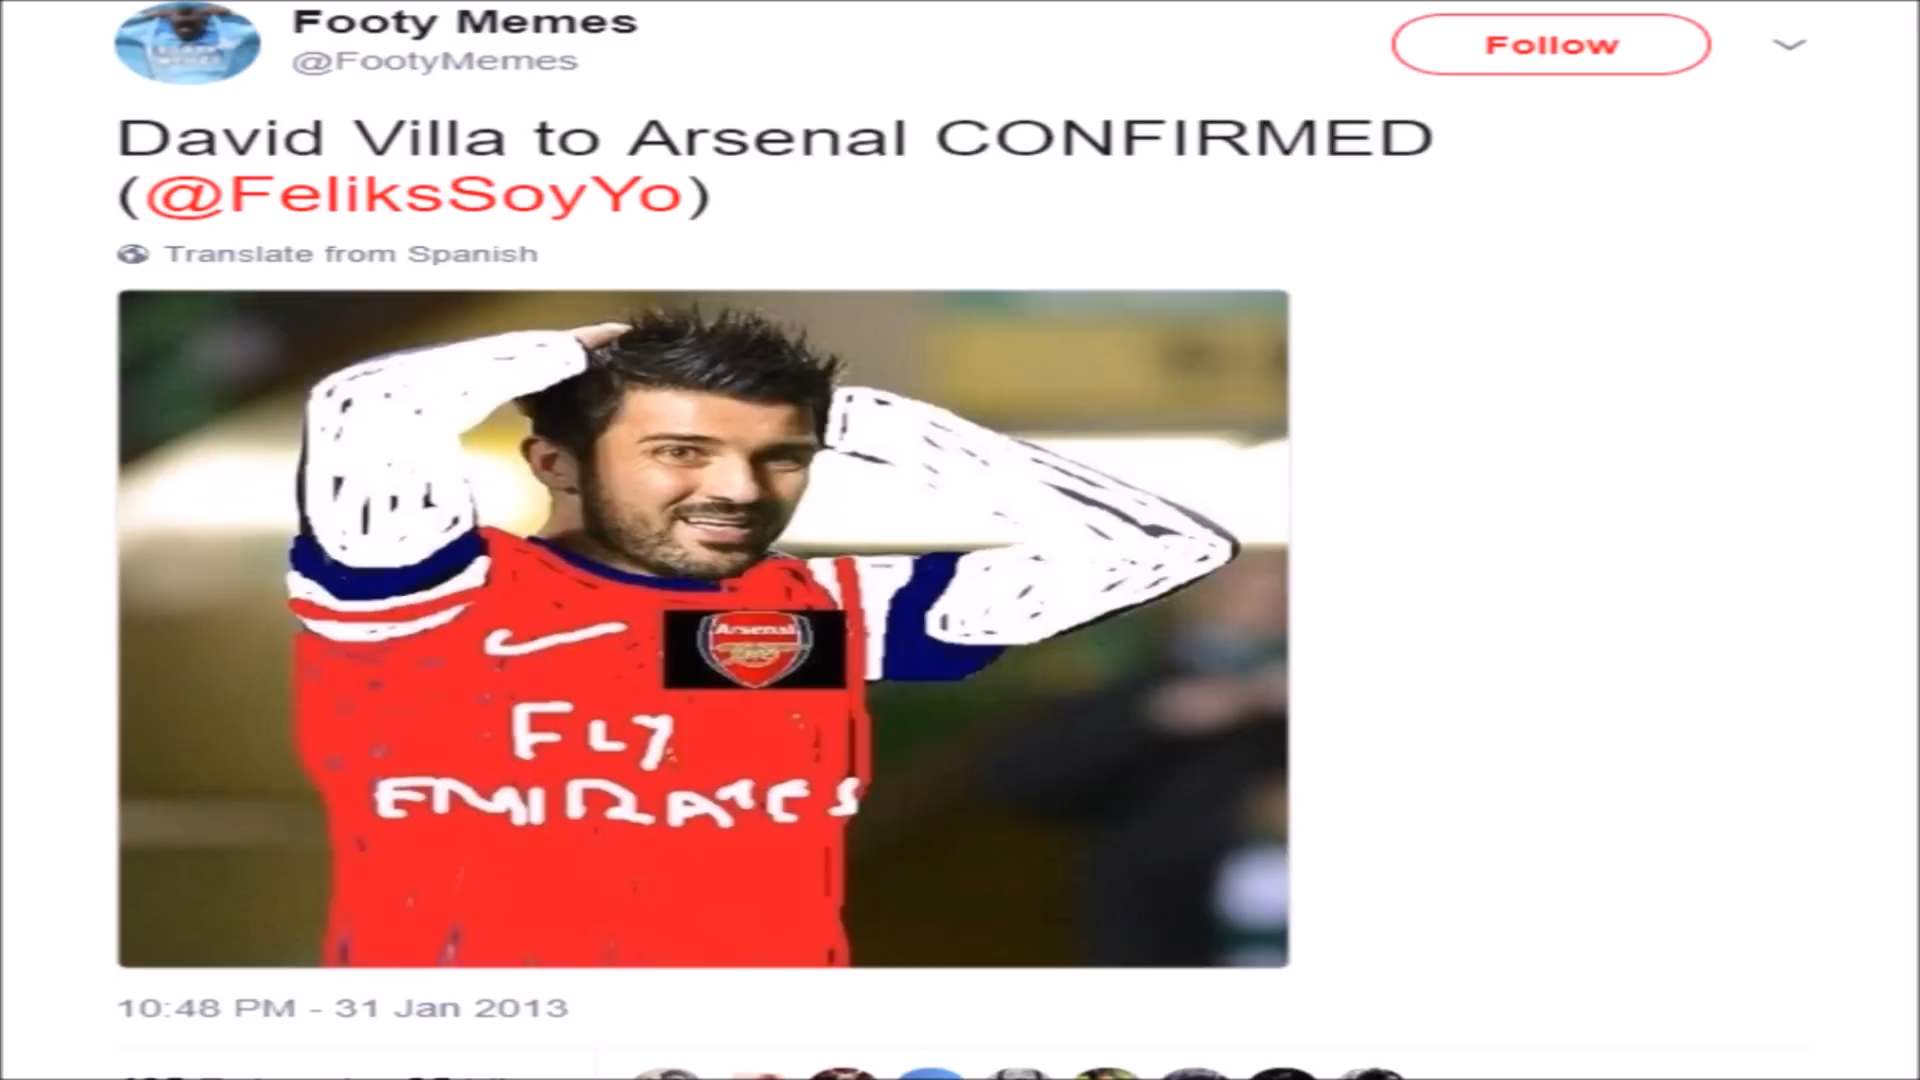 Footy Memes
@FootyMemes
Follow
David Villa to Arsenal CONFIRMED
(@FeliksSoyYo)
Translate from Spanish
Arsenal
FLY
EMIRATES
10:48 PM - 31 Jan 2013